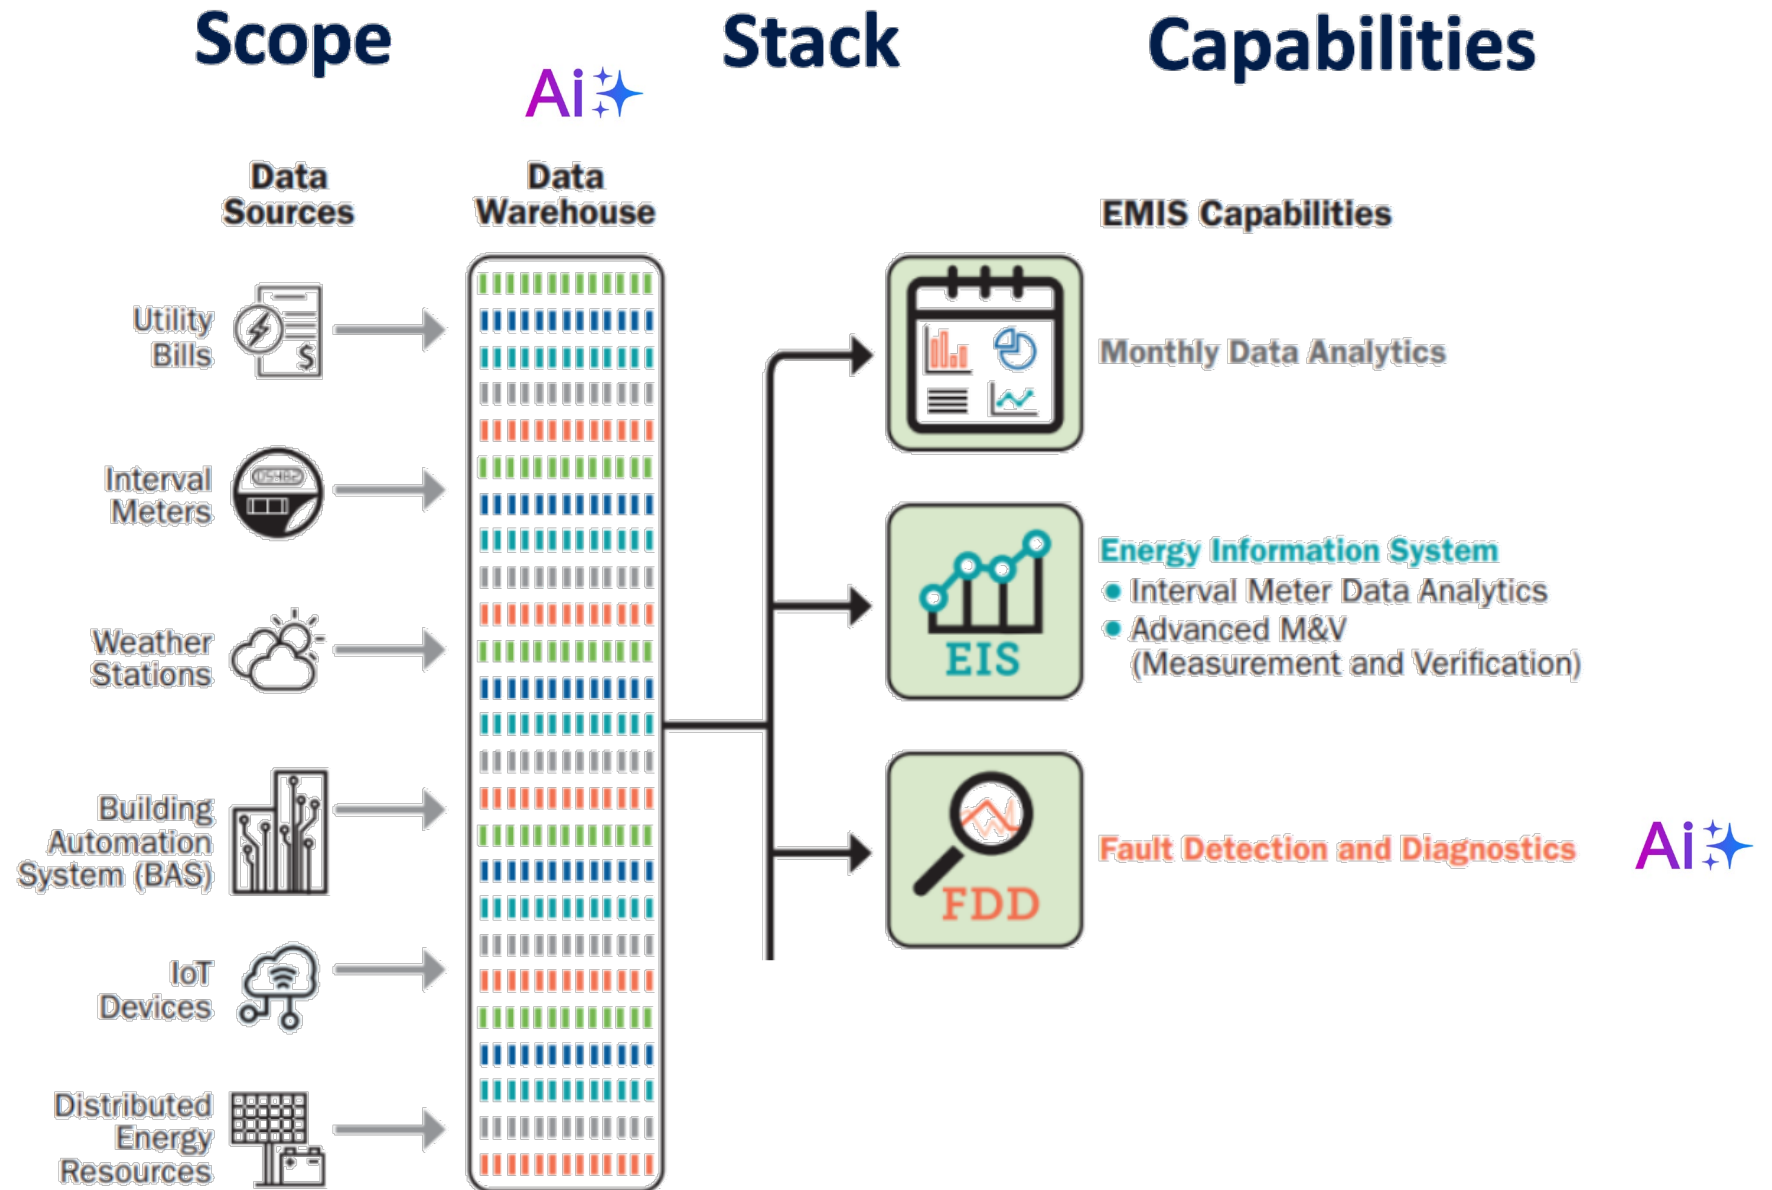 Scope
Stack
Capabilities
Ai
Data
Sources
Data
Warehouse
EMIS Capabilities
Utility
Bills
$
Monthly Data Analytics
Interval
Meters
Energy Information System
Interval Meter Data Analytics
Advanced M&V
(Measurement and Verification)
EIS
Weather
Stations
Building
Automation
System (BAS)
Fault Detection and Diagnostics
Ai
FDD
IoT
Devices
Distributed
Energy
Resources